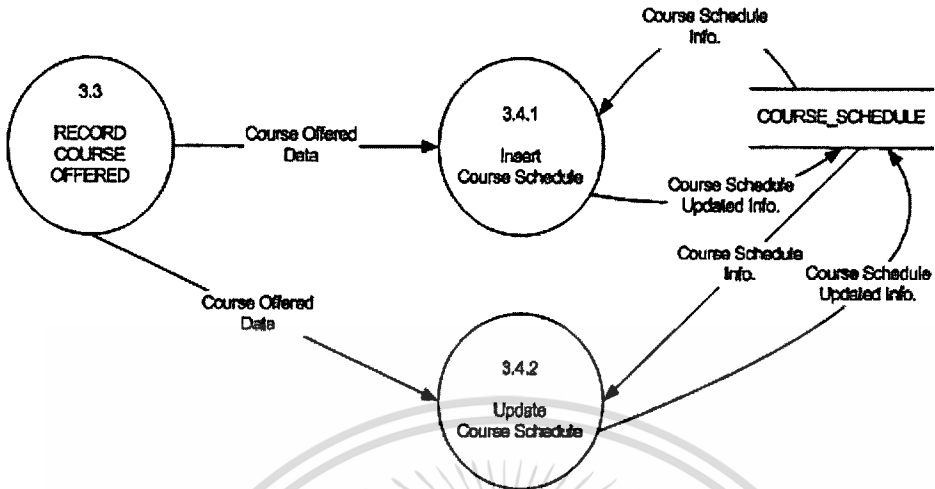 Course Schedule
Info.
3.3
RECORD
COURSE
OFFERED
Course Offered
Data
3.4.1
Insert
Course Schedule
COURSE_SCHEDULE
Course Schedule
Updated Info.
Course Schedule
Info.
Course Schedule
Updated Info.
Course Offered
Data
3.4.2
Update
Course Schedule